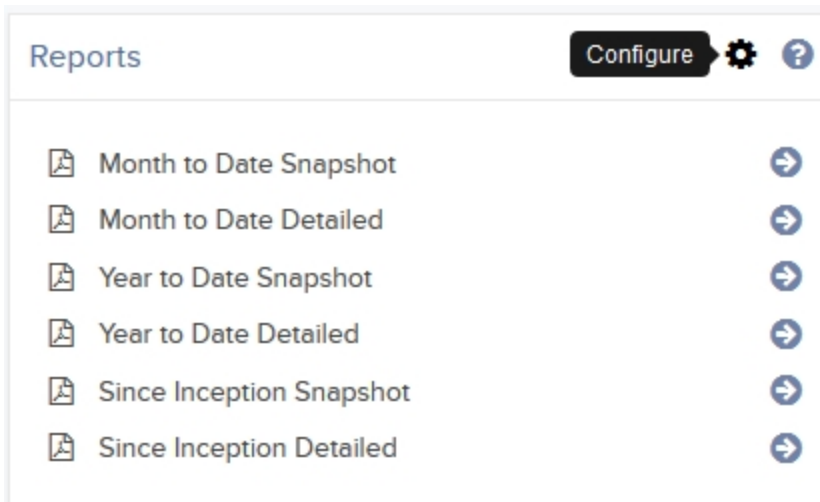 Reports Configure
Month to Date Snapshot
Month to Date Detailed
Year to Date Snapshot
Year to Date Detailed
Since Inception Snapshot
Since Inception Detailed